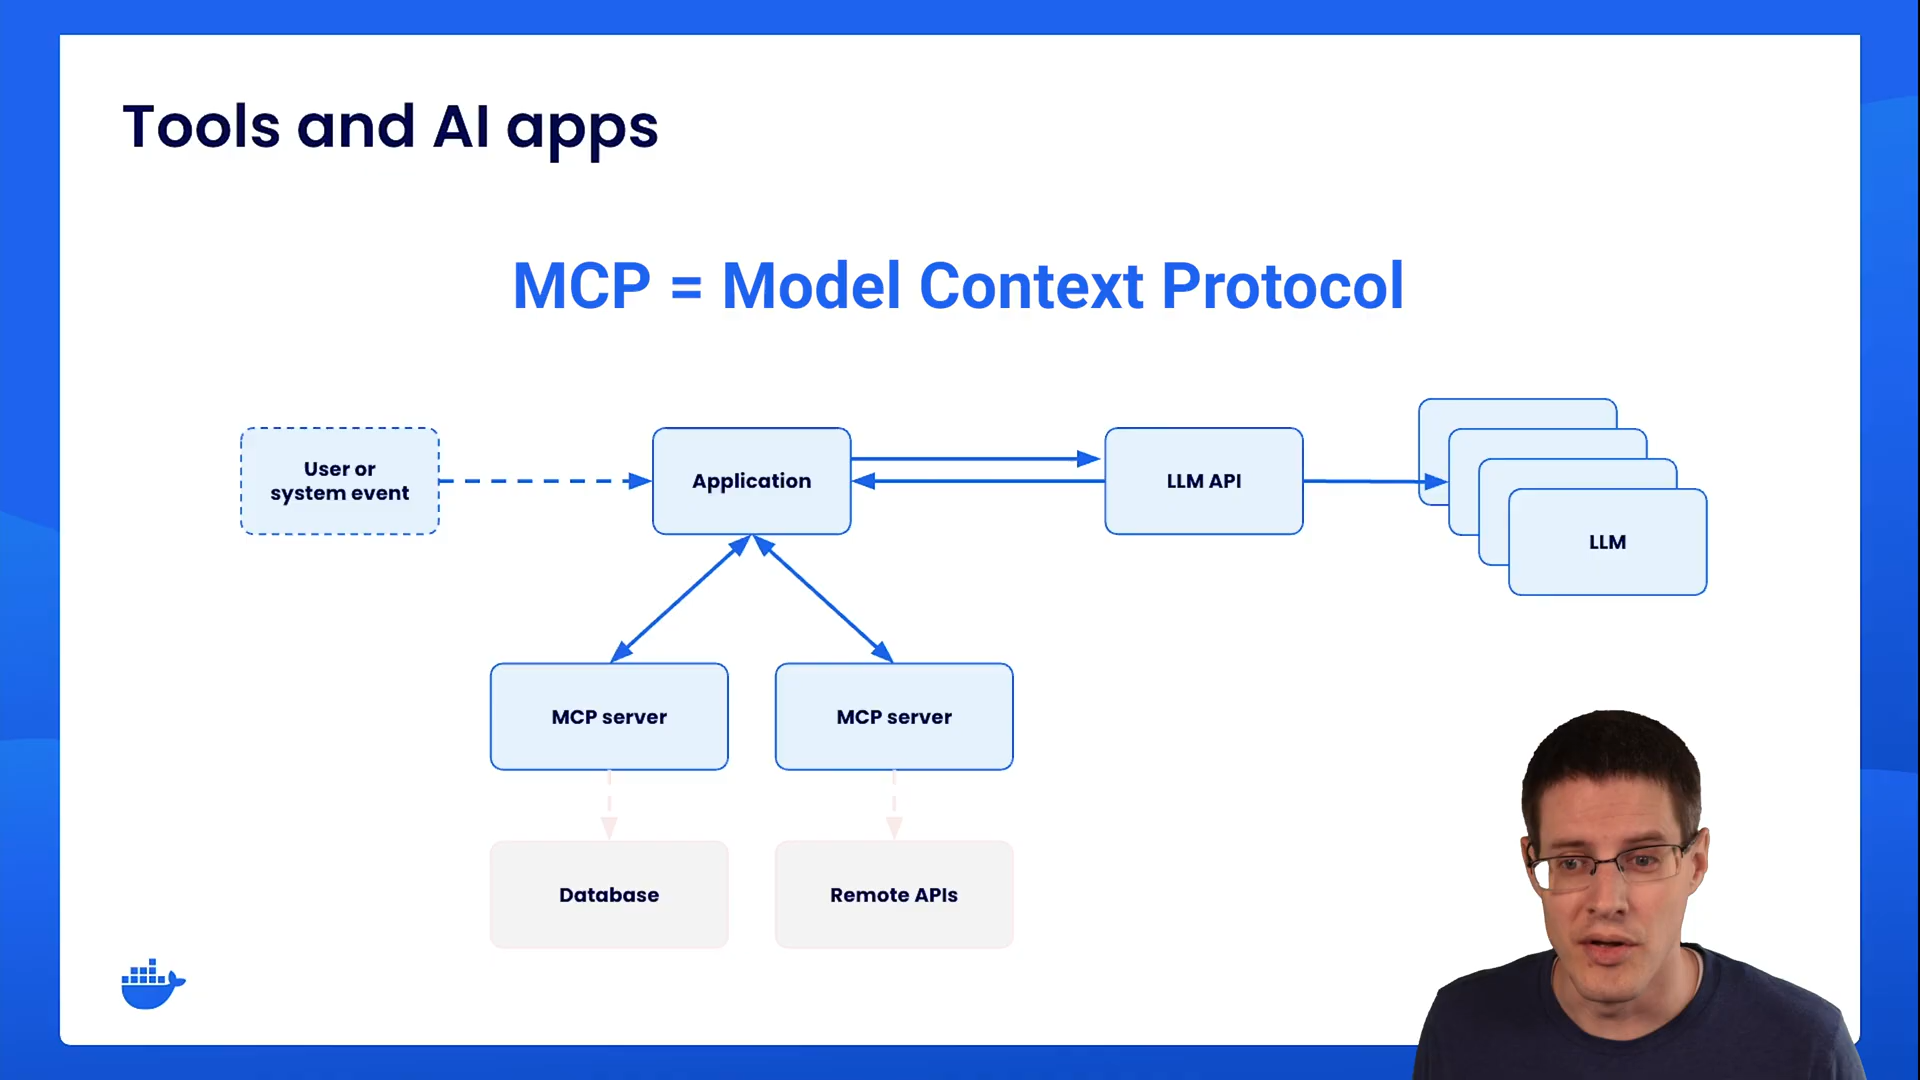 Tools and AI apps
MCP = Model Context Protocol
User or
system event
Application
LLM API
LLM
MCP server
MCP server
Database
Remote APIs